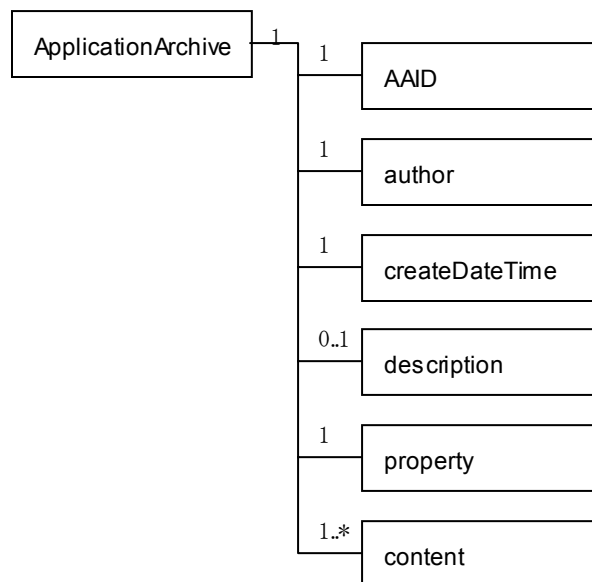 ApplicationArchive
1
1
AAID
1
author
1
createDateTime
0..1
description
1
property
1..*
content